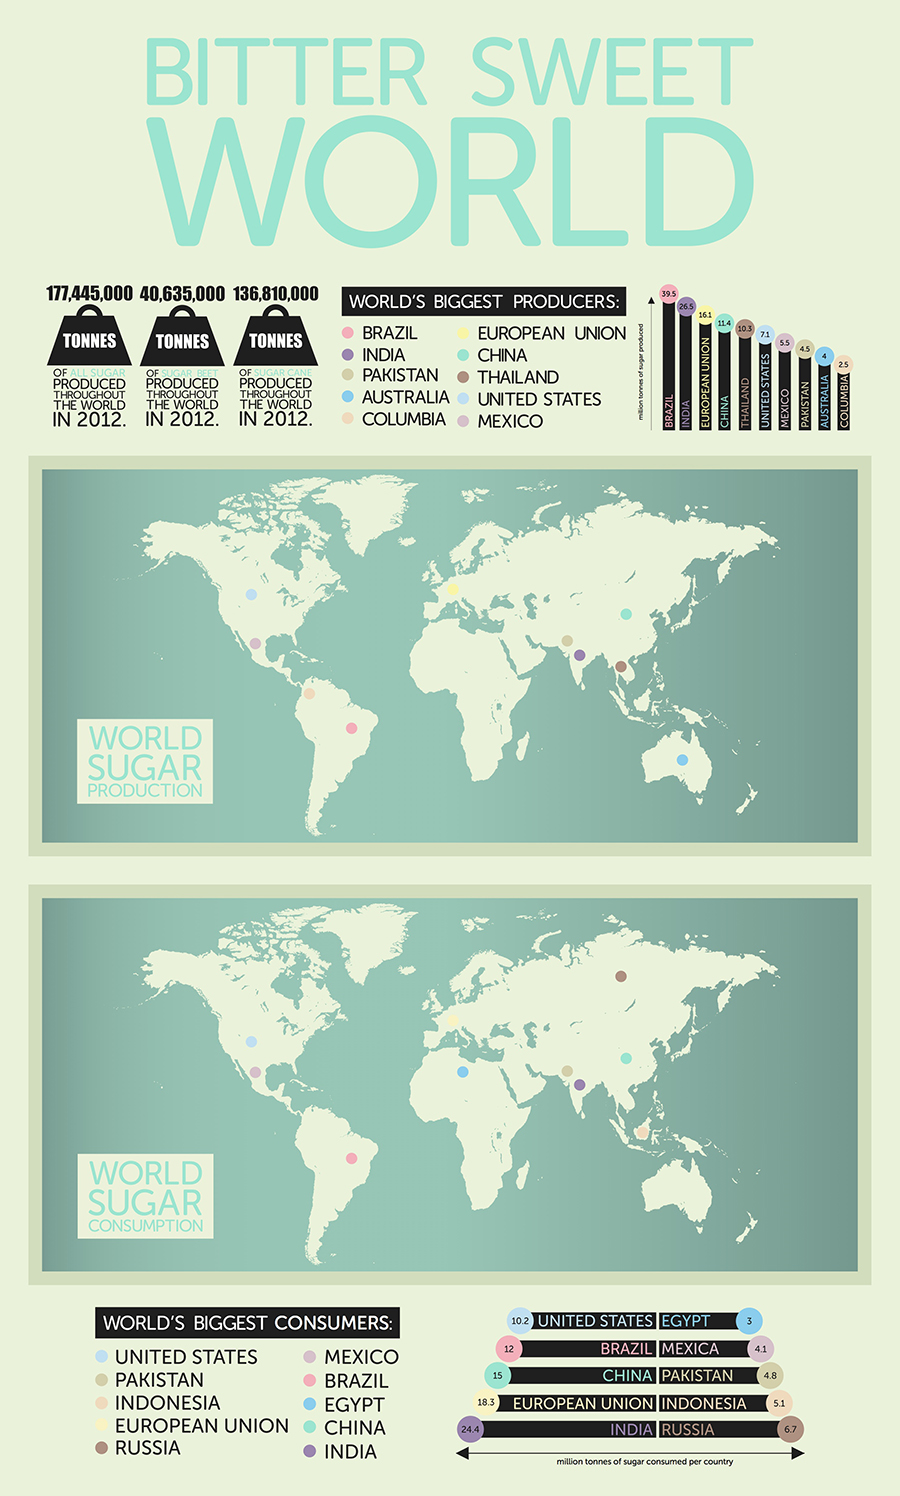 BITTER SWEET
WORLD
177,445,000
TONNES
OF ALL SUGAR
PRODUCED
THROUGHOUT
THE WORLD
IN 2012.
40,635,000
TONNES
OF SUGAR BEET
PRODUCED
THROUGHOUT
THE WORLD
IN 2012.
136,810,000
TONNES
OF SUGAR CANE
PRODUCED
THROUGHOUT
THE WORLD
IN 2012.
WORLD'S BIGGEST PRODUCERS:
BRAZIL
INDIA
PAKISTAN
AUSTRALIA
COLUMBIA
EUROPEAN UNION
CHINA
THAILAND
UNITED STATES
MEXICO
million tonnes of sugar produced
39.5
BRAZIL
26.5
INDIA
16.1
EUROPEAN UNION
11.4
CHINA
10.3
THAILAND
7.1
UNITED STATES
5.5
MEXICO
4.5
PAKISTAN
4
AUSTRALIA
2.5
COLUMBIA
WORLD
SUGAR
PRODUCTION
WORLD
SUGAR
CONSUMPTION
WORLD'S BIGGEST CONSUMERS:
UNITED STATES
PAKISTAN
INDONESIA
EUROPEAN UNION
RUSSIA
MEXICO
BRAZIL
EGYPT
CHINA
INDIA
10.2 UNITED STATES EGYPT 3
12 BRAZIL MEXICA 4.1
15 CHINA PAKISTAN 4.8
18.3 EUROPEAN UNION INDONESIA 5.1
24.4 INDIA RUSSIA 6.7
million tonnes of sugar consumed per country